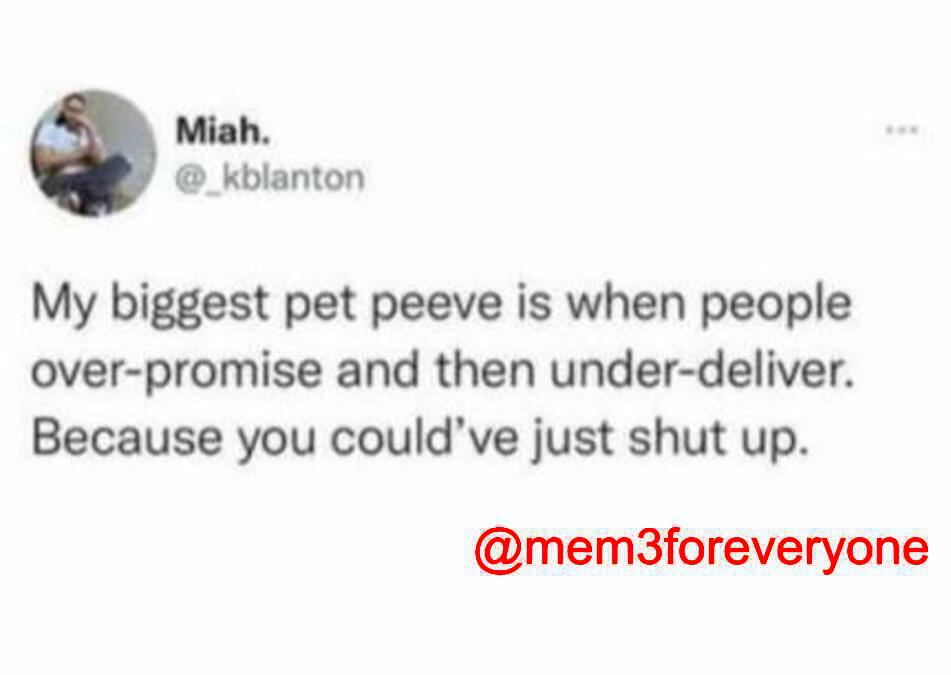 Miah.
@_kblanton
My biggest pet peeve is when people
over-promise and then under-deliver.
Because you could've just shut up.
@mem3foreveryone